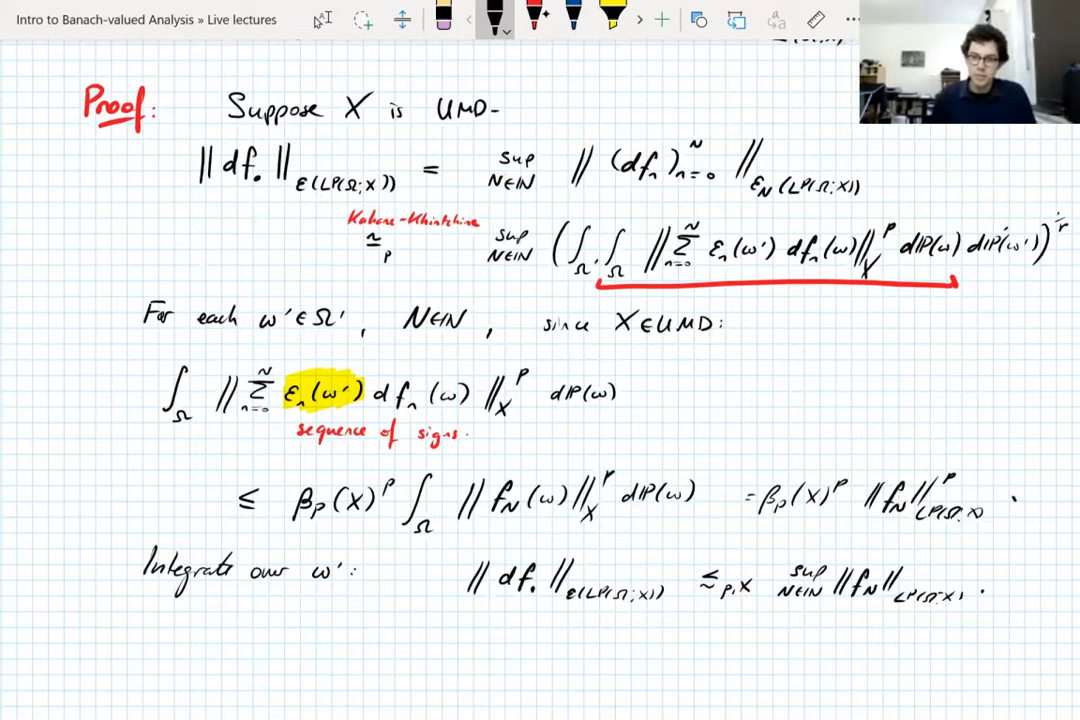 Intro to Banach-valued Analysis » Live lectures
Proof: Suppose X is UMD-
‖ df. ‖_{ε(L^p(Ω;X))} = sup_{N∈ℕ} ‖ (df_n)_{n=0}^N ‖_{ε_N(L^p(Ω;X))}
Kahane-Khintchine
≂_p sup_{N∈ℕ} ( ∫_{Ω'} ∫_Ω ‖ Σ_{n=0}^N ε_n(ω') df_n(ω) ‖_X^p dℙ(ω) dℙ'(ω') )
For each ω' ∈ Ω', N∈ℕ, since X∈UMD:
∫_Ω ‖ Σ_{n=0}^N ε_n(ω') df_n(ω) ‖_X^p dℙ(ω)
sequence of signs.
≤ β_p(X)^p ∫_Ω ‖ f_N(ω) ‖_X^p dℙ(ω) = β_p(X)^p ‖ f_N ‖_{L^p(Ω;X)}^p .
Integrate over ω': ‖ df. ‖_{ε(L^p(Ω;X))} ≲_{p,X} sup_{N∈ℕ} ‖ f_N ‖_{L^p(Ω;X)} .